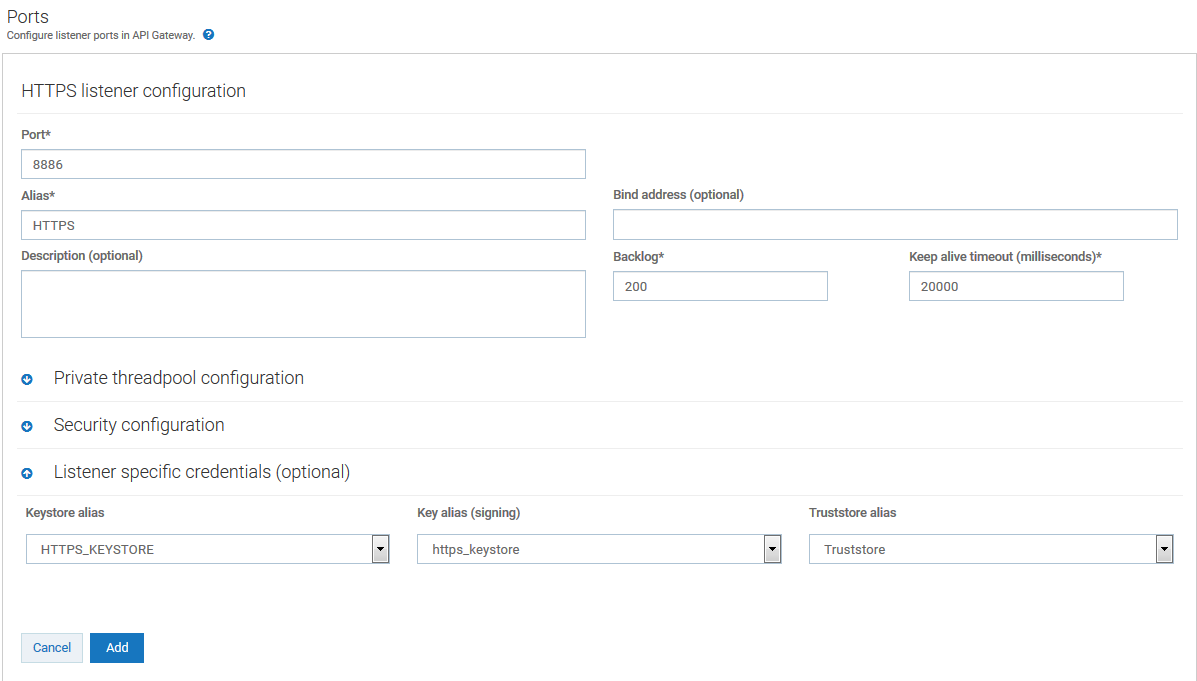 Ports
Configure listener ports in API Gateway. ?
HTTPS listener configuration
Port*
8886
Alias*
HTTPS
Bind address (optional)
Description (optional)
Backlog*
200
Keep alive timeout (milliseconds)*
20000
Private threadpool configuration
Security configuration
Listener specific credentials (optional)
Keystore alias
HTTPS_KEYSTORE
Key alias (signing)
https_keystore
Truststore alias
Truststore
Cancel
Add